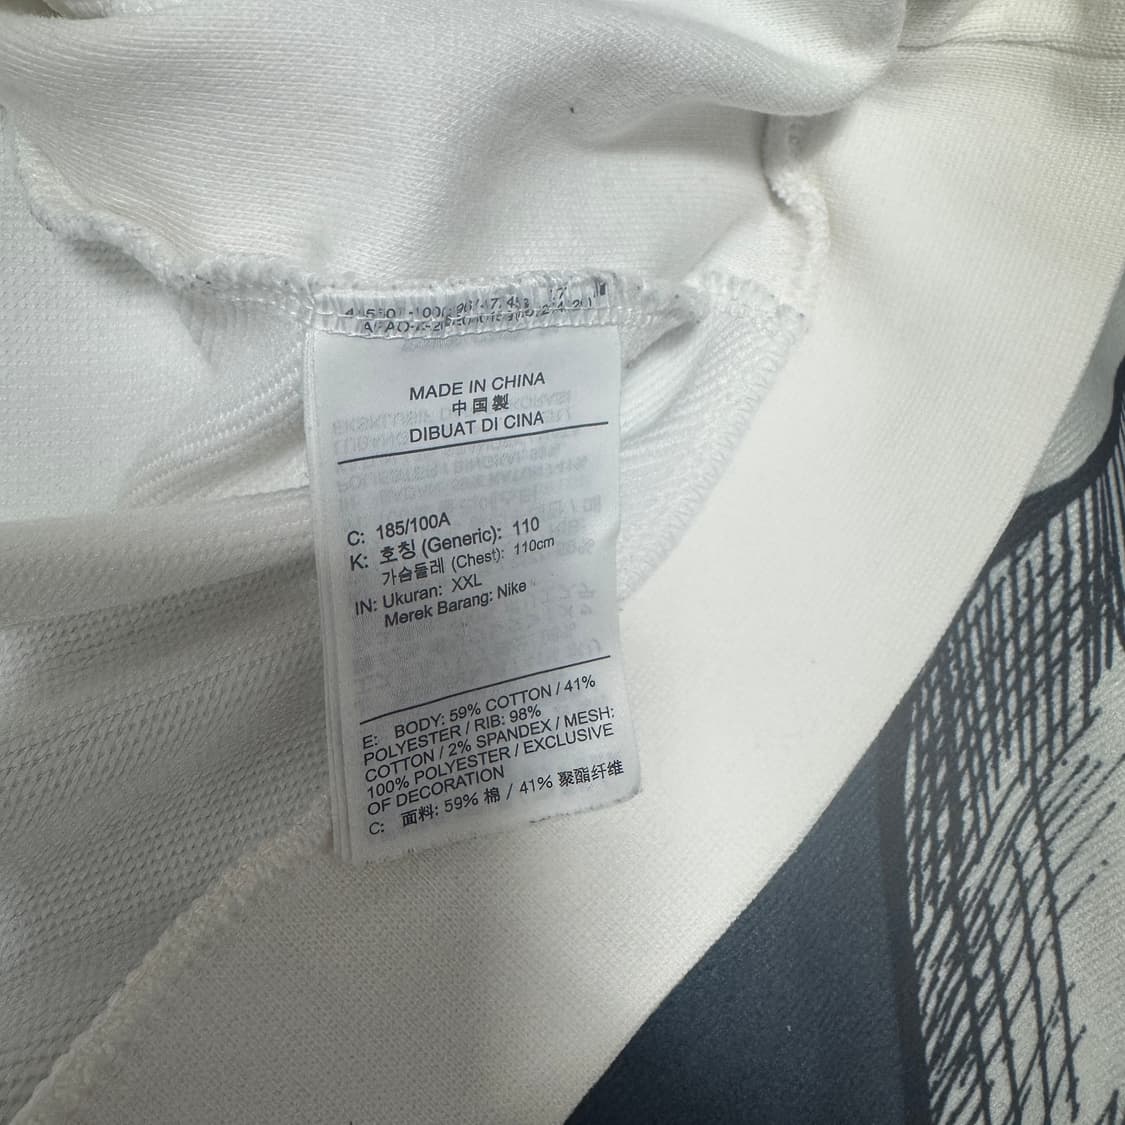 MADE IN CHINA
中国製
DIBUAT DI CINA
C: 185/100A
K: 호칭 (Generic): 110
가슴둘레 (Chest): 110cm
IN: Ukuran: XXL
Merek Barang: Nike
E: BODY: 59% COTTON / 41%
POLYESTER / RIB: 98%
COTTON / 2% SPANDEX / MESH:
100% POLYESTER / EXCLUSIVE
OF DECORATION
C: 面料: 59% 棉 / 41% 聚酯纤维